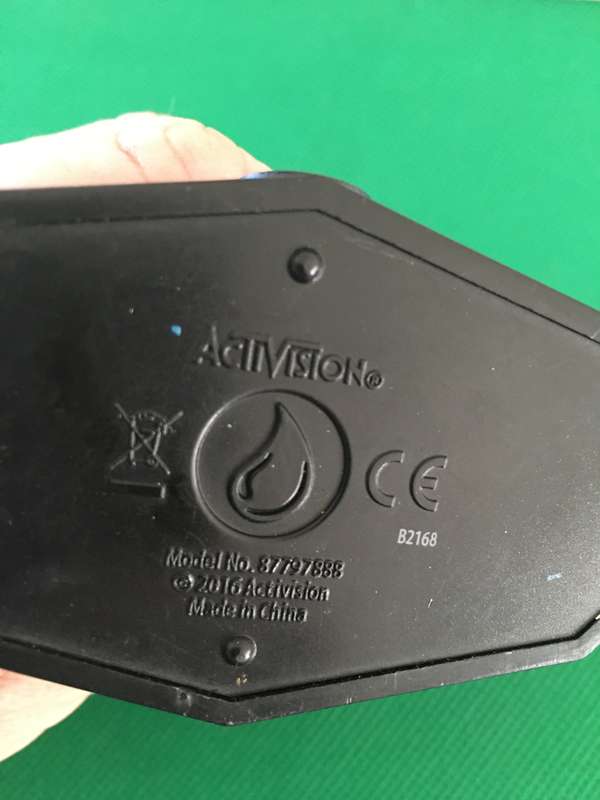 ACTIVISION®
CE
B2168
Model No. 87797888
© 2016 Activision
Made in China